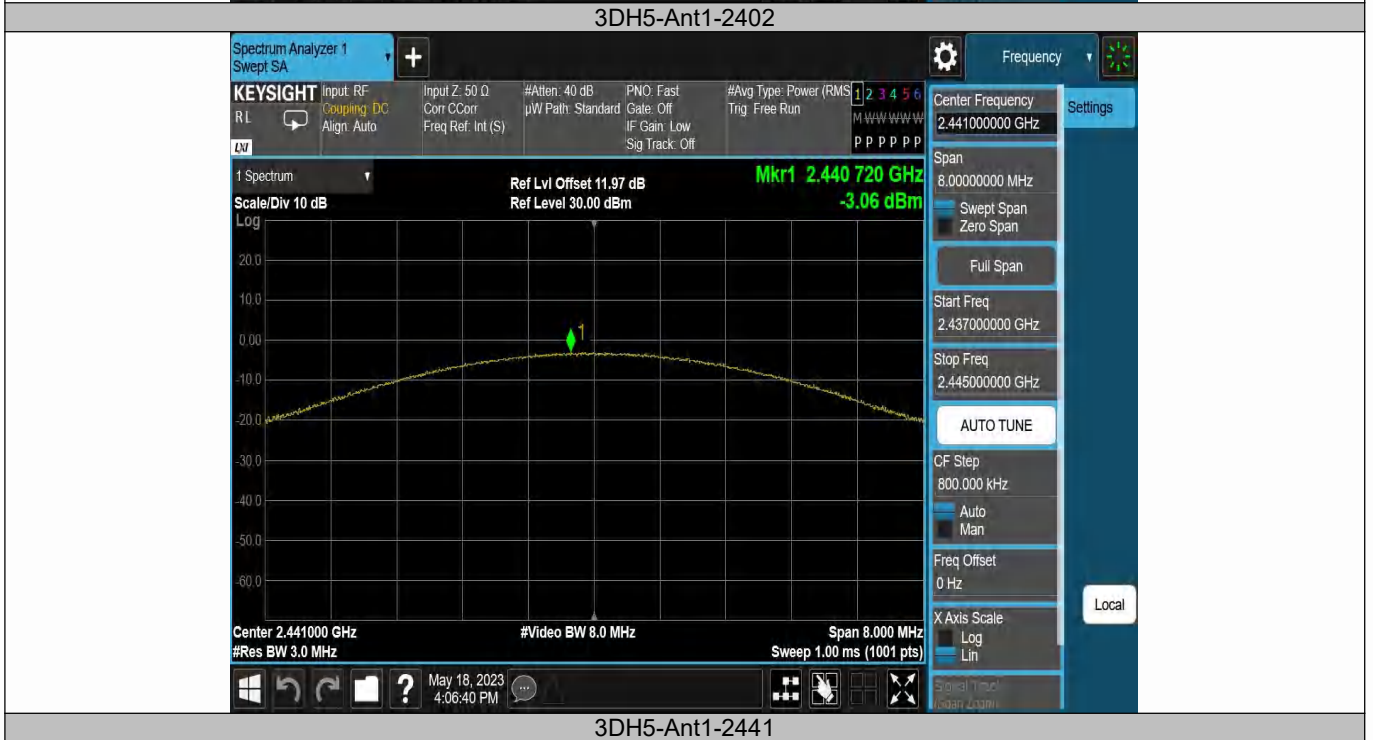 3DH5-Ant1-2402
Spectrum Analyzer 1
Swept SA
+
Frequency
KEYSIGHT
RL
LXI
Input: RF
Coupling: DC
Align: Auto
Input Z: 50 Ω
Corr CCorr
Freq Ref: Int (S)
#Atten: 40 dB
µW Path: Standard
PNO: Fast
Gate: Off
IF Gain: Low
Sig Track: Off
#Avg Type: Power (RMS
Trig: Free Run
1 2 3 4 5 6
M W W W W W
P P P P P P
Center Frequency
2.441000000 GHz
Settings
Span
8.00000000 MHz
Swept Span
Zero Span
Full Span
Start Freq
2.437000000 GHz
Stop Freq
2.445000000 GHz
AUTO TUNE
CF Step
800.000 kHz
Auto
Man
Freq Offset
0 Hz
X Axis Scale
Log
Lin
Local
1 Spectrum
Scale/Div 10 dB
Ref Lvl Offset 11.97 dB
Ref Level 30.00 dBm
Mkr1 2.440 720 GHz
-3.06 dBm
Log
20.0
10.0
0.00
-10.0
-20.0
-30.0
-40.0
-50.0
-60.0
1
Center 2.441000 GHz
#Video BW 8.0 MHz
Span 8.000 MHz
#Res BW 3.0 MHz
Sweep 1.00 ms (1001 pts)
?
May 18, 2023
4:06:40 PM
3DH5-Ant1-2441